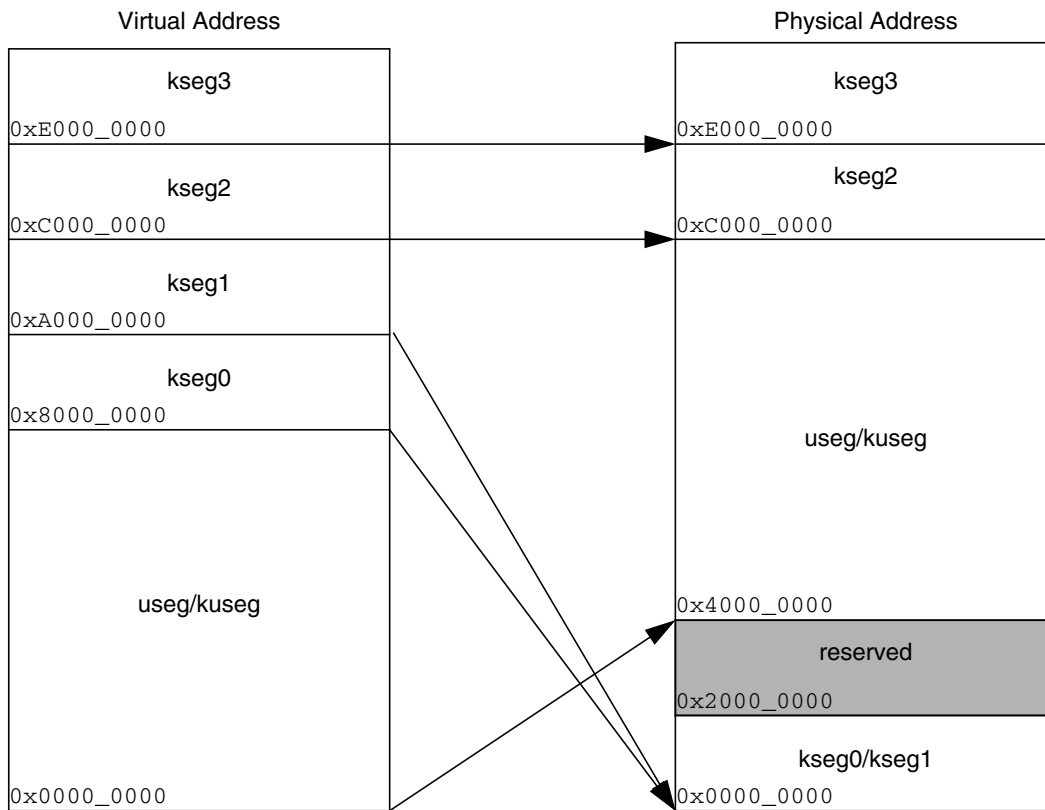 Virtual Address
kseg3
0xE000_0000
kseg2
0xC000_0000
kseg1
0xA000_0000
kseg0
0x8000_0000
useg/kuseg
0x0000_0000
Physical Address
kseg3
0xE000_0000
kseg2
0xC000_0000
useg/kuseg
0x4000_0000
reserved
0x2000_0000
kseg0/kseg1
0x0000_0000